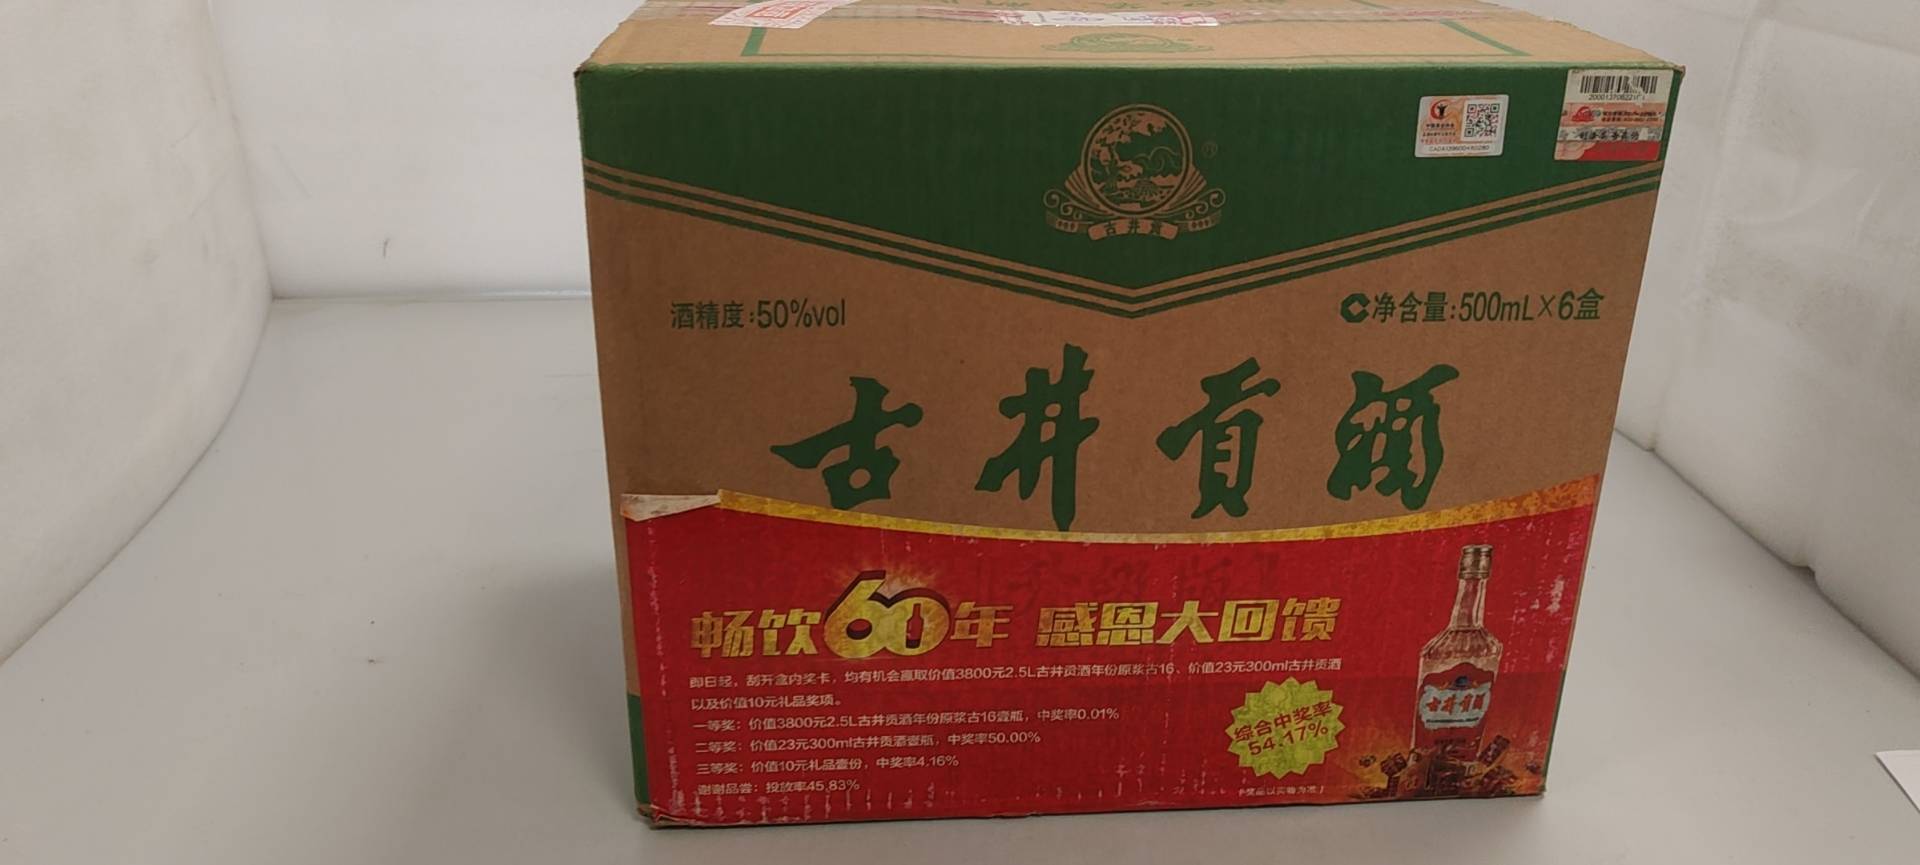 古井贡
酒精度:50%vol
净含量:500mL×6盒
古井贡酒
畅饮60年 感恩大回馈
即日起，刮开盒内奖卡，均有机会赢取价值3800元2.5L古井贡酒年份原浆古16、价值23元300ml古井贡酒
以及价值10元礼品奖项。
一等奖：价值3800元2.5L古井贡酒年份原浆古16壹瓶，中奖率0.01%
二等奖：价值23元300ml古井贡酒壹瓶，中奖率50.00%
三等奖：价值10元礼品壹份，中奖率4.16%
谢谢品尝：投放率45.83%
综合中奖率
54.17%
古井贡酒